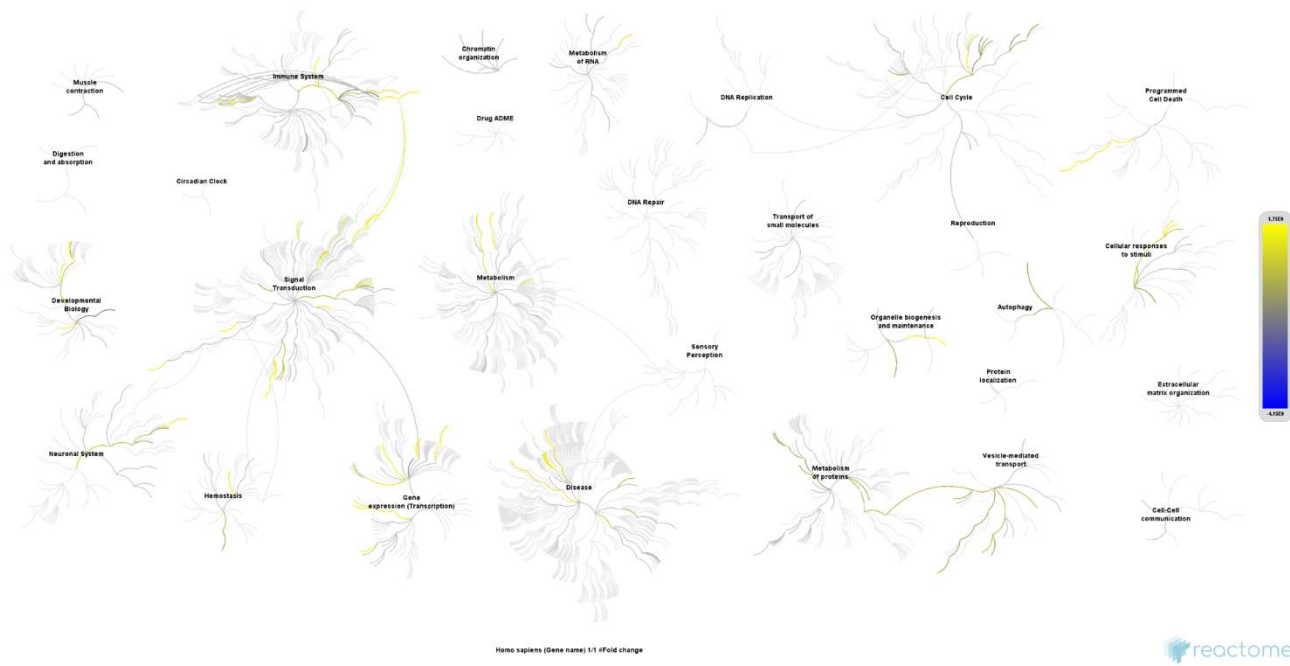 Chromatin
organization
Metabolism
of RNA
Immune System
Muscle
contraction
DNA Replication
Cell Cycle
Programmed
Cell Death
Drug ADME
Digestion
and absorption
Circadian Clock
DNA Repair
Transport of
small molecules
Reproduction
1.75E0
Cellular responses
to stimuli
Signal
Transduction
Metabolism
Developmental
Biology
Autophagy
Organelle biogenesis
and maintenance
Sensory
Perception
Protein
localization
Extracellular
matrix organization
Neuronal System
Hemostasis
Gene
expression (Transcription)
Disease
Metabolism
of proteins
Vesicle-mediated
transport
Cell-Cell
communication
Homo sapiens (Gene name) 1/1 #Fold change
reactome